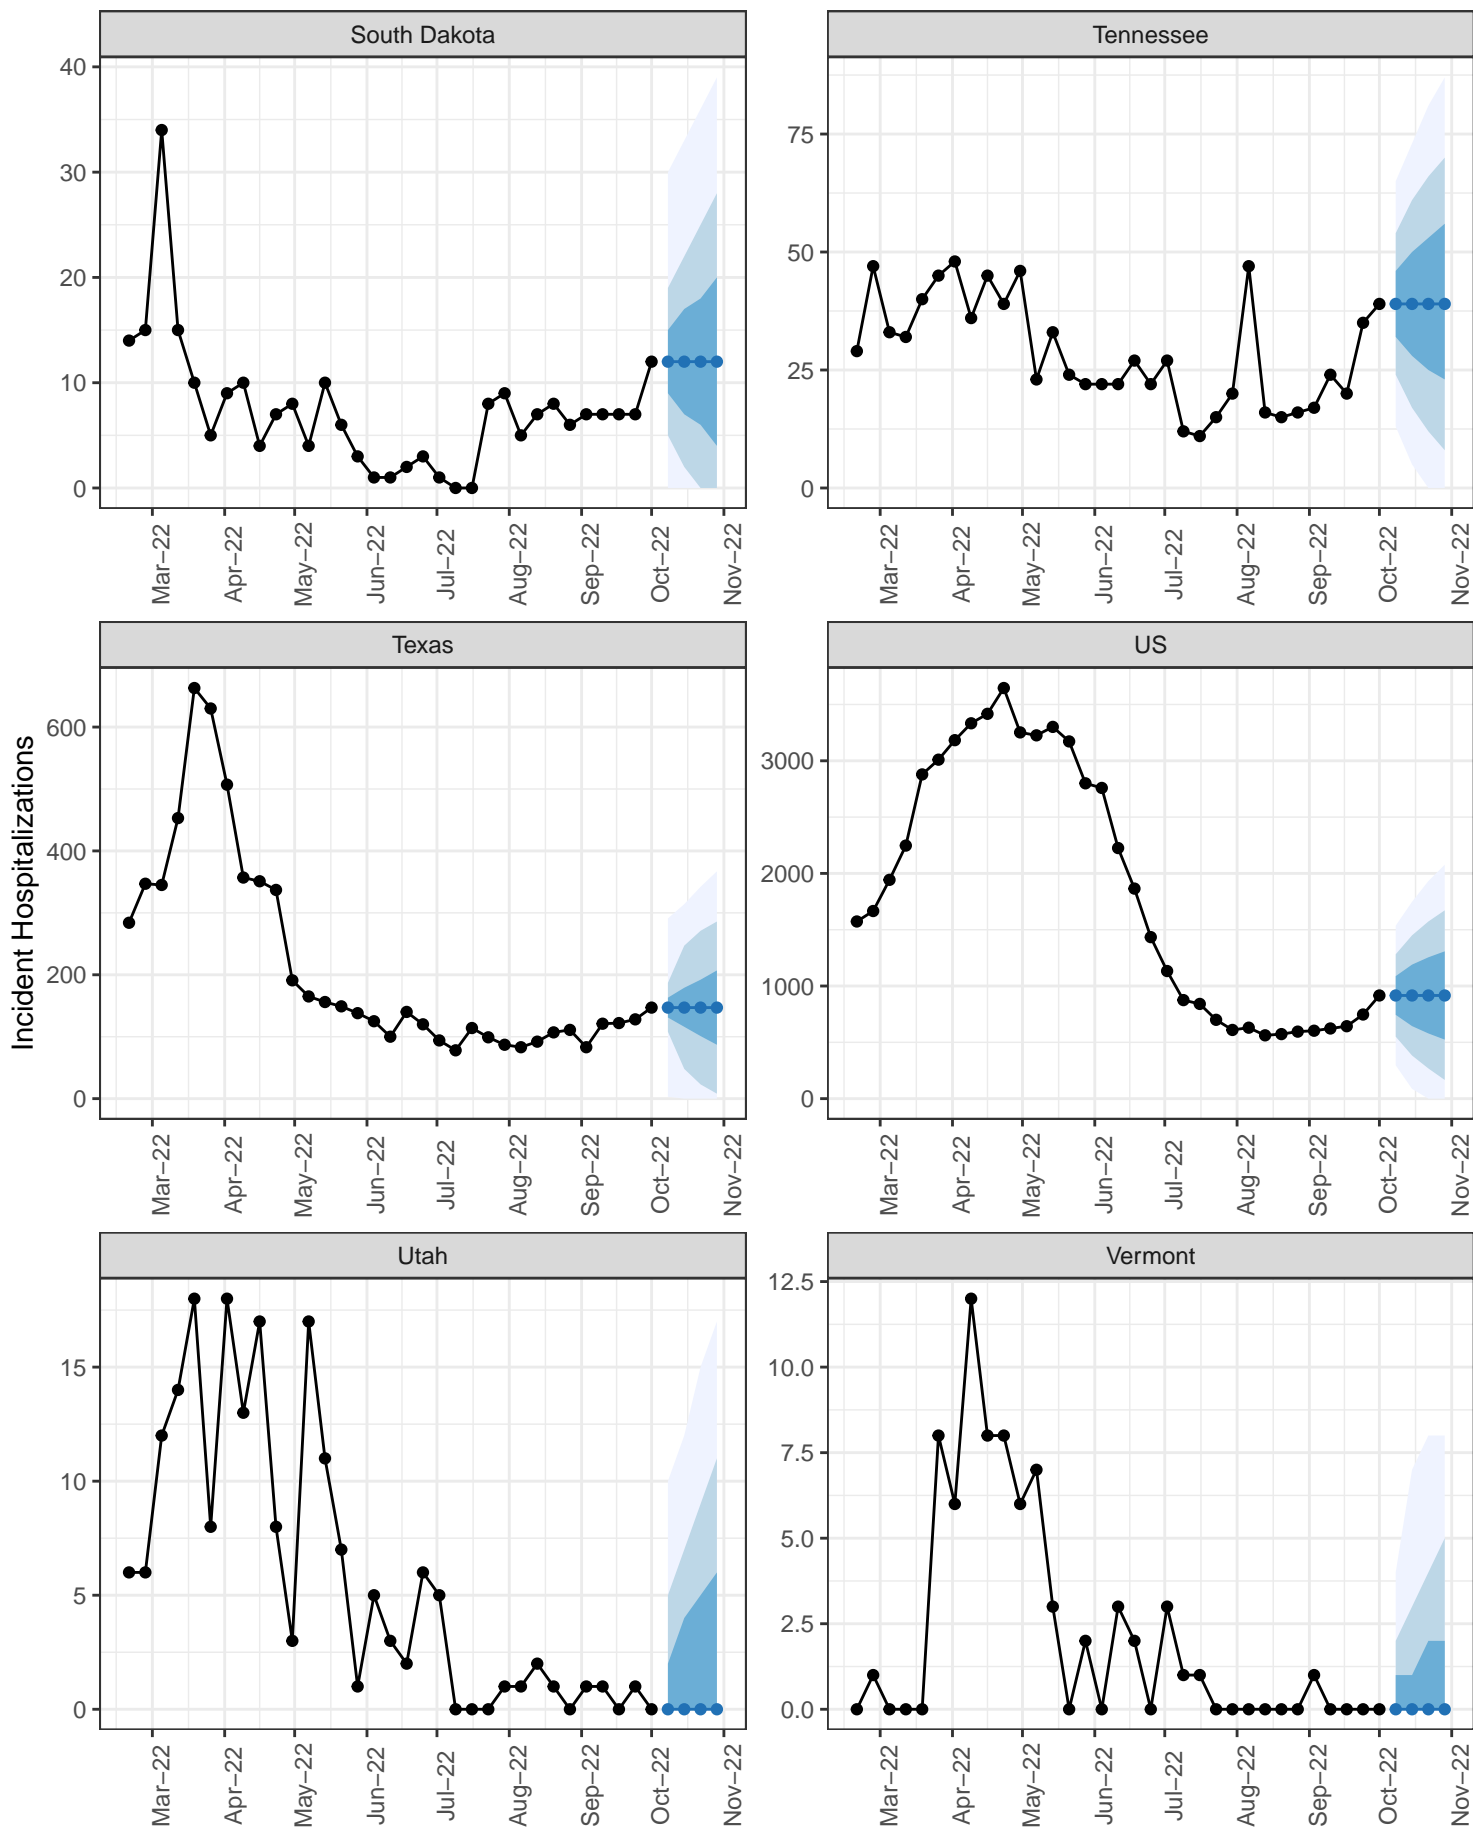 South Dakota
Tennessee
40
30
20
10
0
75
50
25
0
Mar−22
Apr−22
May−22
Jun−22
Jul−22
Aug−22
Sep−22
Oct−22
Nov−22
Mar−22
Apr−22
May−22
Jun−22
Jul−22
Aug−22
Sep−22
Oct−22
Nov−22
Incident Hospitalizations
Texas
US
600
400
200
0
3000
2000
1000
0
Mar−22
Apr−22
May−22
Jun−22
Jul−22
Aug−22
Sep−22
Oct−22
Nov−22
Mar−22
Apr−22
May−22
Jun−22
Jul−22
Aug−22
Sep−22
Oct−22
Nov−22
Utah
Vermont
15
10
5
0
12.5
10.0
7.5
5.0
2.5
0.0
Mar−22
Apr−22
May−22
Jun−22
Jul−22
Aug−22
Sep−22
Oct−22
Nov−22
Mar−22
Apr−22
May−22
Jun−22
Jul−22
Aug−22
Sep−22
Oct−22
Nov−22